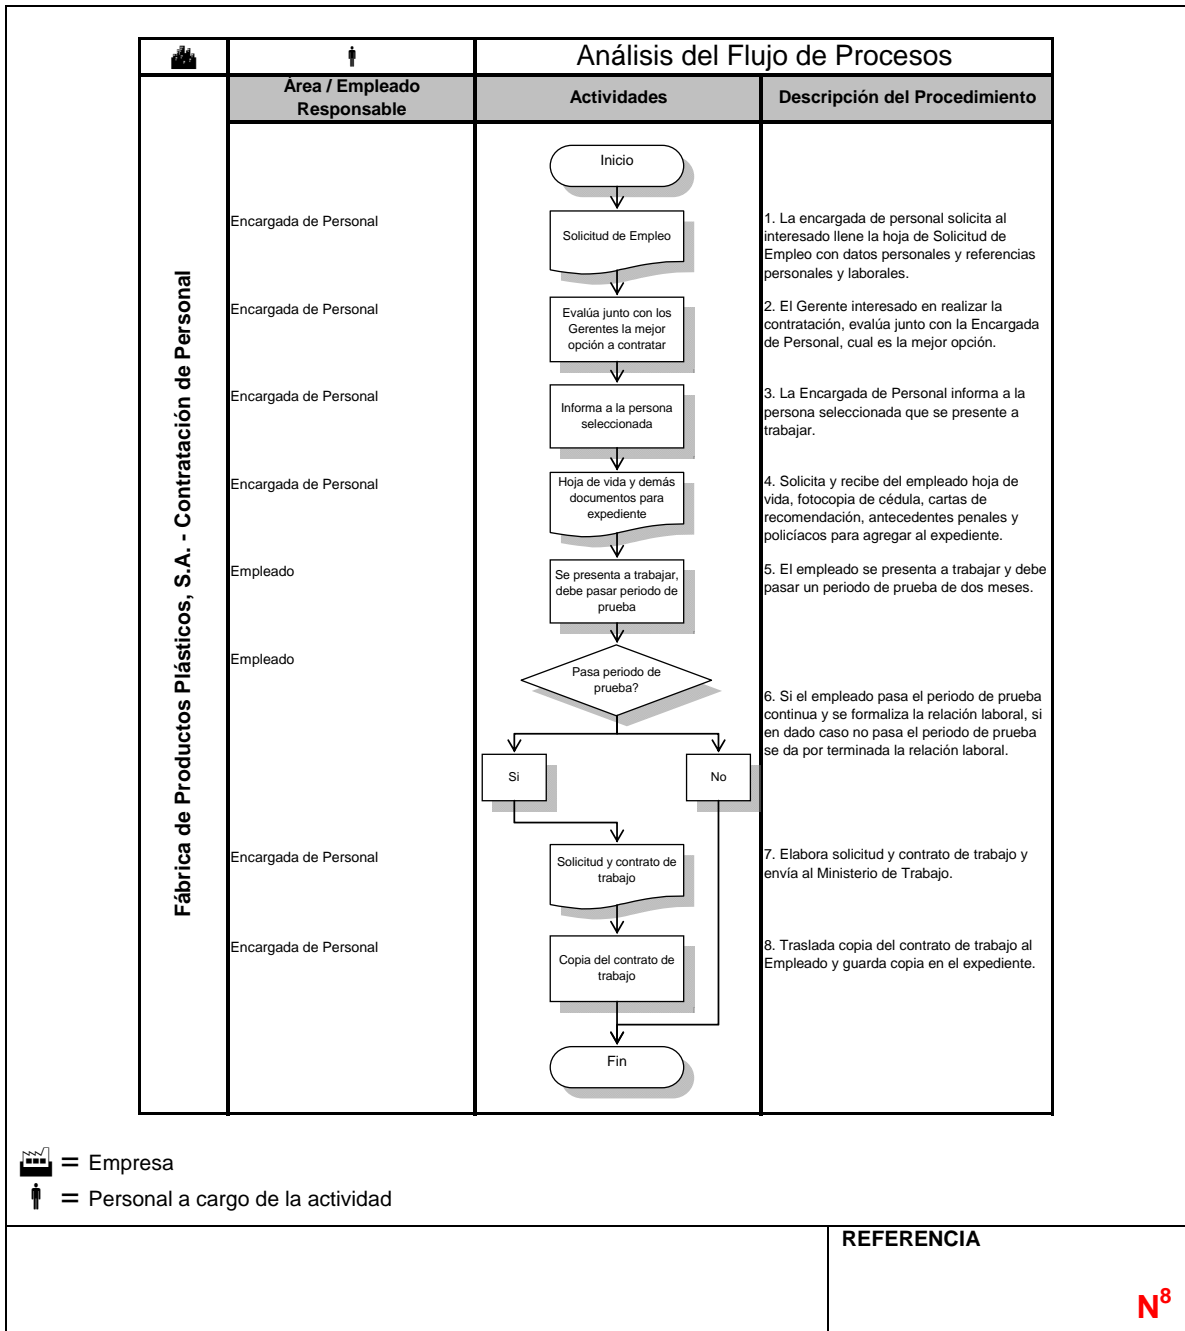 Análisis del Flujo de Procesos
Área / Empleado
Responsable
Actividades
Descripción del Procedimiento
Fábrica de Productos Plásticos, S.A. - Contratación de Personal
Inicio
Encargada de Personal
Solicitud de Empleo
1. La encargada de personal solicita al
interesado llene la hoja de Solicitud de
Empleo con datos personales y referencias
personales y laborales.
Encargada de Personal
Evalúa junto con los
Gerentes la mejor
opción a contratar
2. El Gerente interesado en realizar la
contratación, evalúa junto con la Encargada
de Personal, cual es la mejor opción.
Encargada de Personal
Informa a la persona
seleccionada
3. La Encargada de Personal informa a la
persona seleccionada que se presente a
trabajar.
Encargada de Personal
Hoja de vida y demás
documentos para
expediente
4. Solicita y recibe del empleado hoja de
vida, fotocopia de cédula, cartas de
recomendación, antecedentes penales y
policíacos para agregar al expediente.
Empleado
Se presenta a trabajar,
debe pasar periodo de
prueba
5. El empleado se presenta a trabajar y debe
pasar un periodo de prueba de dos meses.
Empleado
Pasa periodo de
prueba?
6. Si el empleado pasa el periodo de prueba
continua y se formaliza la relación laboral, si
en dado caso no pasa el periodo de prueba
se da por terminada la relación laboral.
Si
No
Encargada de Personal
Solicitud y contrato de
trabajo
7. Elabora solicitud y contrato de trabajo y
envía al Ministerio de Trabajo.
Encargada de Personal
Copia del contrato de
trabajo
8. Traslada copia del contrato de trabajo al
Empleado y guarda copia en el expediente.
Fin
= Empresa
= Personal a cargo de la actividad
REFERENCIA
N⁸